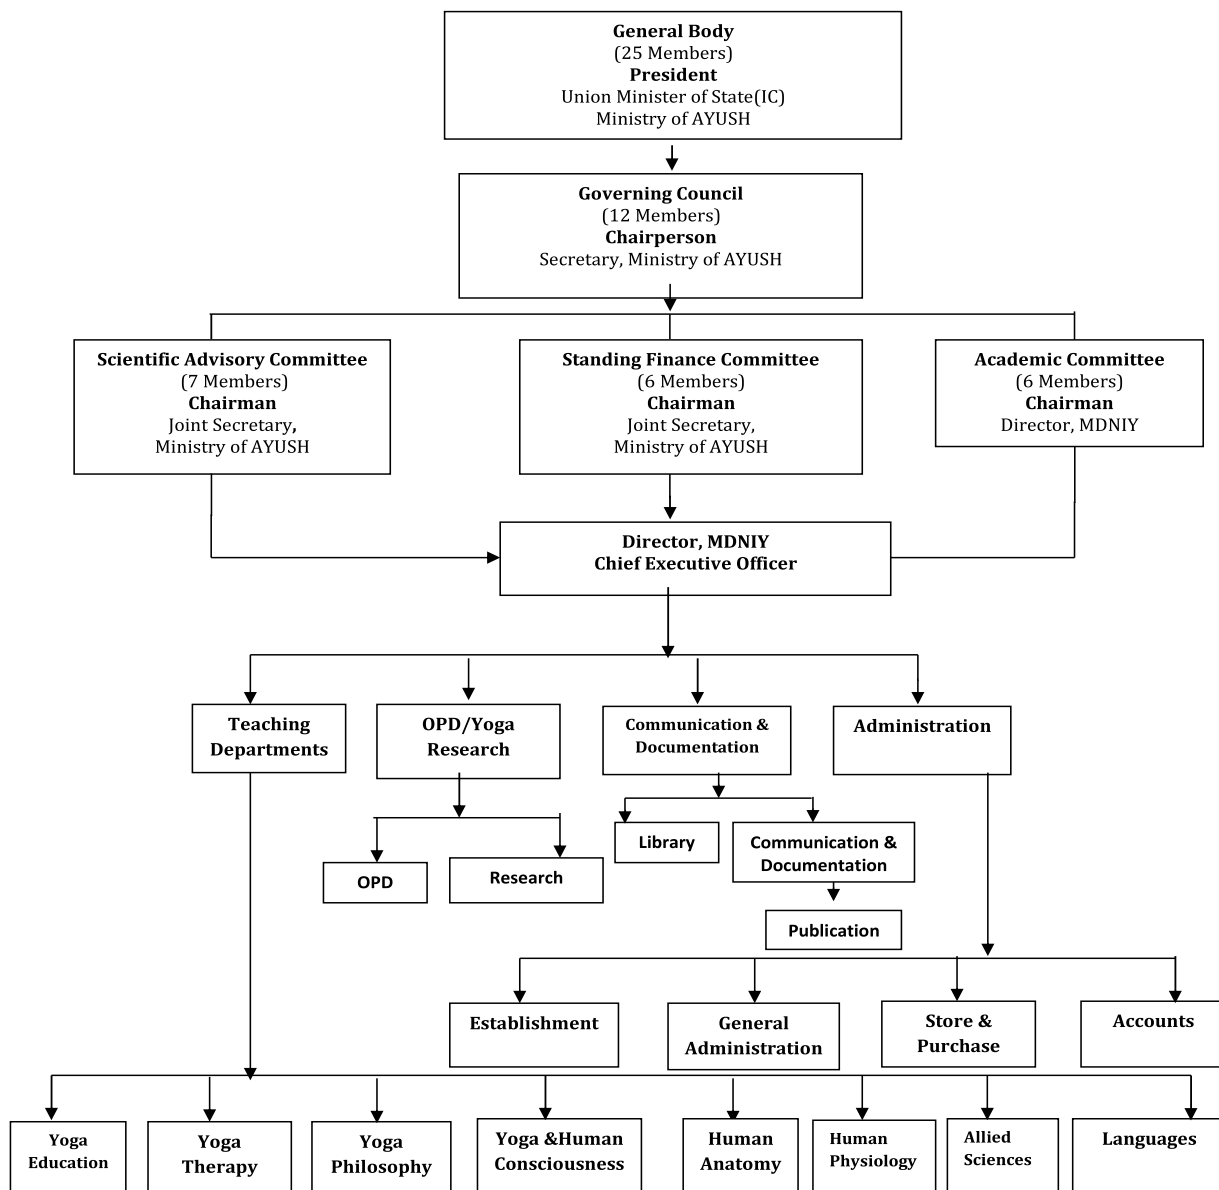 General Body
(25 Members)
President
Union Minister of State(IC)
Ministry of AYUSH
Governing Council
(12 Members)
Chairperson
Secretary, Ministry of AYUSH
Scientific Advisory Committee
(7 Members)
Chairman
Joint Secretary,
Ministry of AYUSH
Standing Finance Committee
(6 Members)
Chairman
Joint Secretary,
Ministry of AYUSH
Academic Committee
(6 Members)
Chairman
Director, MDNIY
Director, MDNIY
Chief Executive Officer
Teaching
Departments
OPD/Yoga
Research
Communication &
Documentation
Administration
OPD
Research
Library
Communication &
Documentation
Publication
Establishment
General
Administration
Store &
Purchase
Accounts
Yoga
Education
Yoga
Therapy
Yoga
Philosophy
Yoga &Human
Consciousness
Human
Anatomy
Human
Physiology
Allied
Sciences
Languages